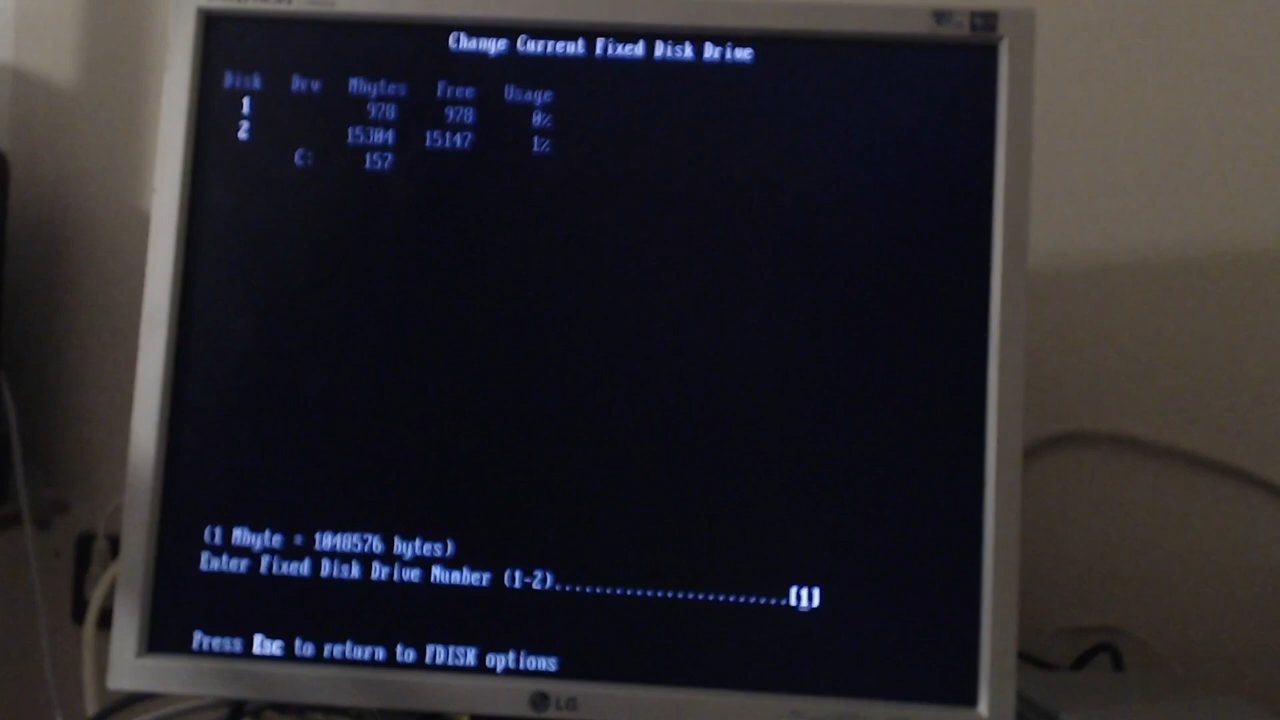 Change Current Fixed Disk Drive
Disk Drv Mbytes Free Usage
1 978 978 0%
2 15304 15147 1%
C: 157
(1 Mbyte = 1048576 bytes)
Enter Fixed Disk Drive Number (1-2).......................[1]
Press Esc to return to FDISK options
LG